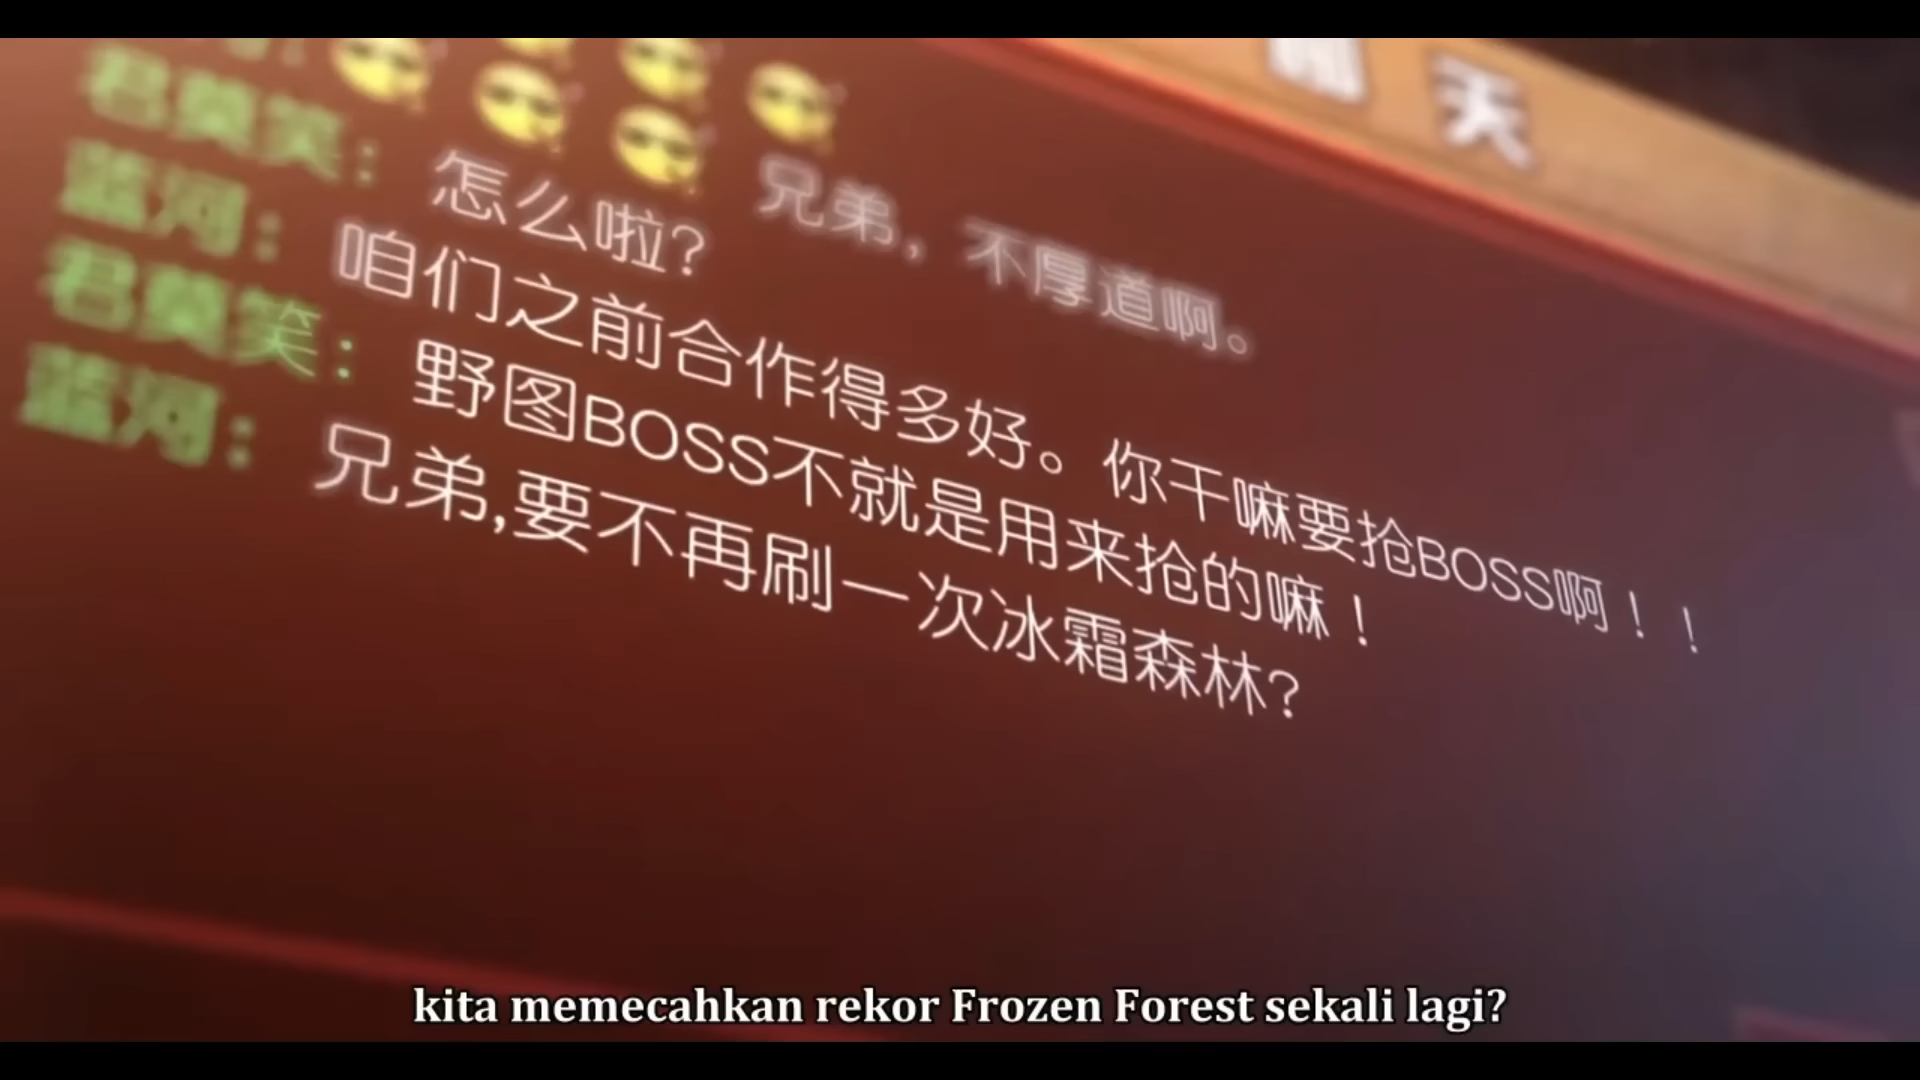 聊 天
兄弟，不厚道啊。
君莫笑： 怎么啦？
蓝河： 咱们之前合作得多好。你干嘛要抢BOSS啊！！
君莫笑： 野图BOSS不就是用来抢的嘛！
蓝河： 兄弟,要不再刷一次冰霜森林？
kita memecahkan rekor Frozen Forest sekali lagi?